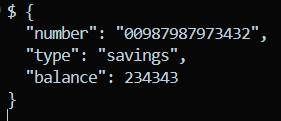 $ {
"number": "00987987973432",
"type": "savings",
"balance": 234343
}